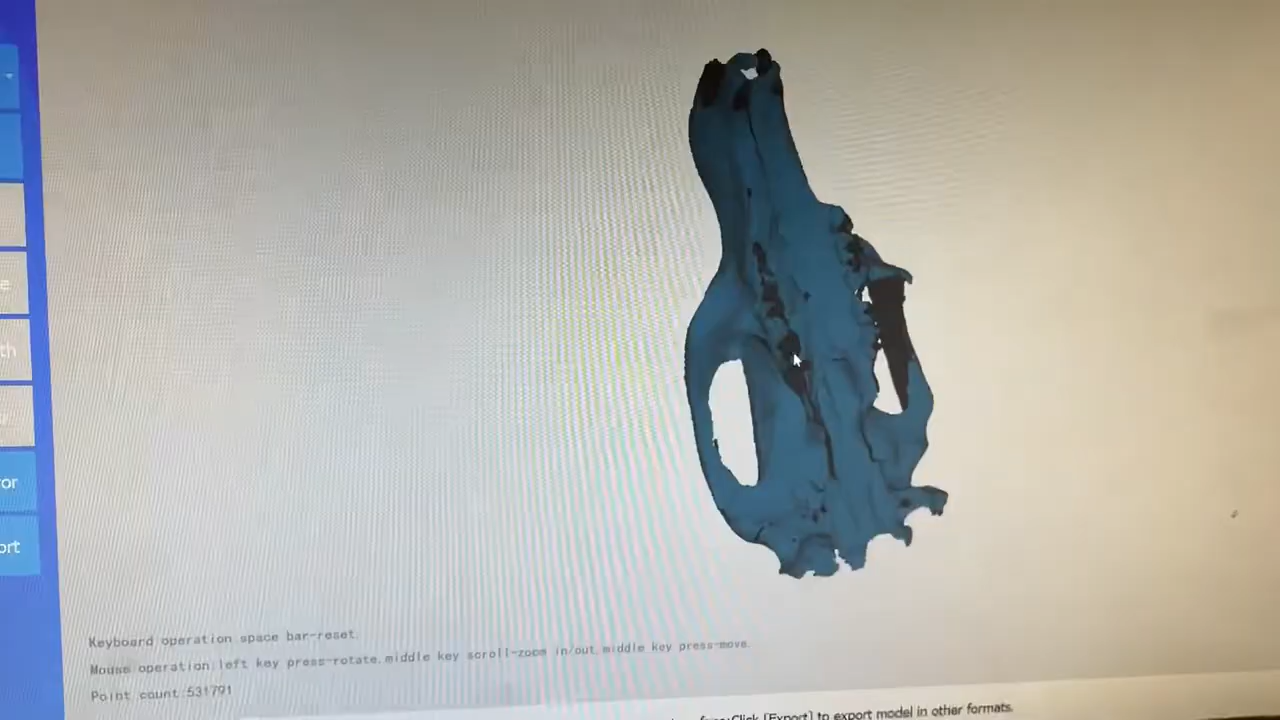 e
th
or
ort
Keyboard operation space bar-reset.
Mouse operation:left key press-rotate,middle key scroll-zoom in/out,middle key press-move.
Point count:531791
Click [Export] to export model in other formats.